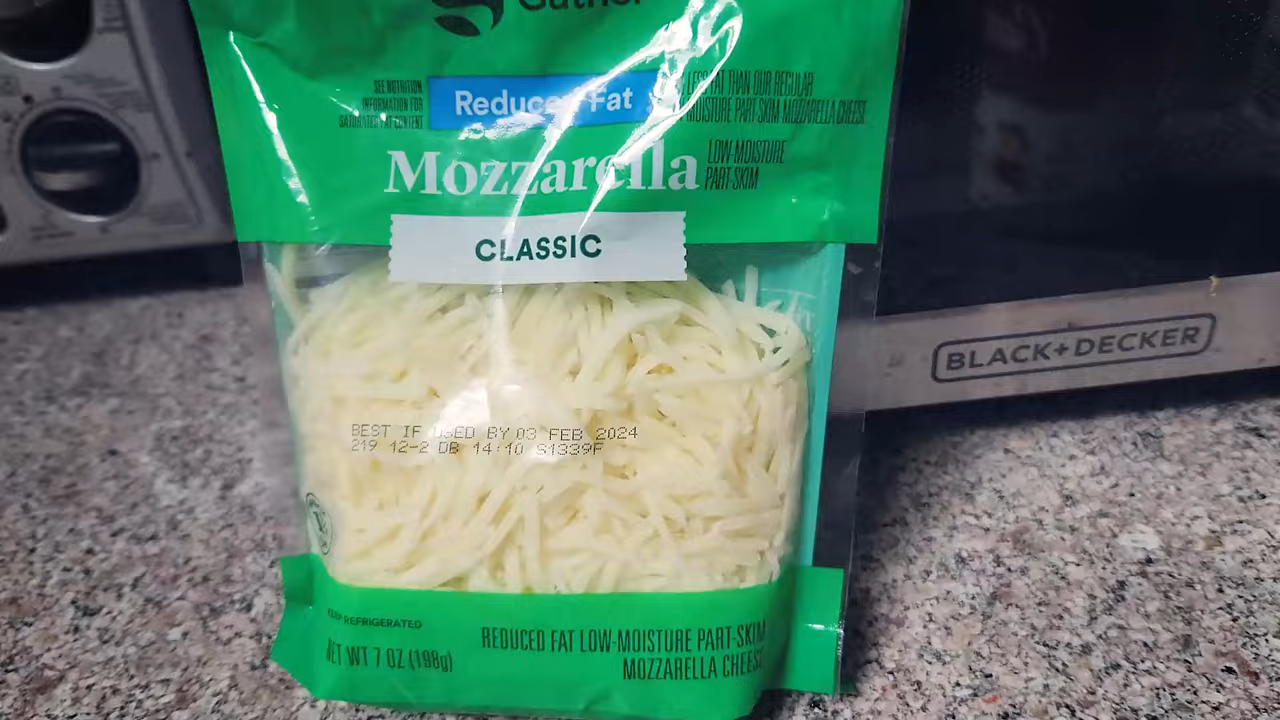 Gather
SEE NUTRITION
INFORMATION FOR
SATURATED FAT CONTENT
Reduced Fat
LESS FAT THAN OUR REGULAR
MOISTURE PART-SKIM MOZZARELLA CHEESE
Mozzarella
LOW-MOISTURE
PART-SKIM
CLASSIC
BEST IF USED BY 03 FEB 2024
219 12-2 DB 14:10 S1339F
KEEP REFRIGERATED
NET WT 7 OZ (198g)
REDUCED FAT LOW-MOISTURE PART-SKIM
MOZZARELLA CHEESE
BLACK+DECKER